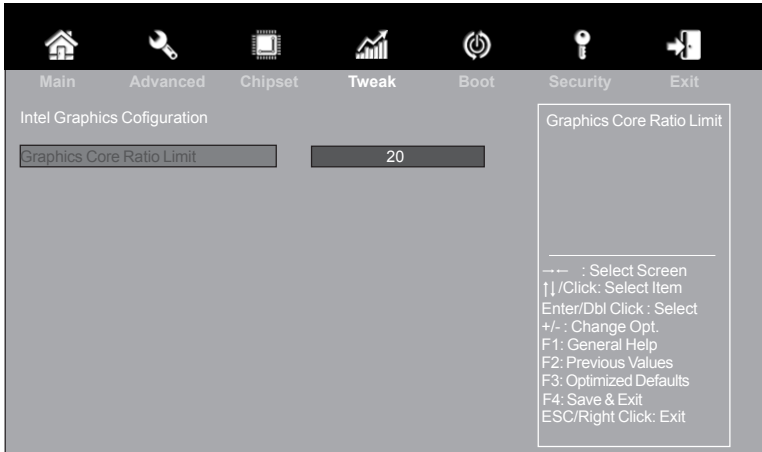 Main Advanced Chipset Tweak Boot Security Exit
Intel Graphics Cofiguration
Graphics Core Ratio Limit 20
Graphics Core Ratio Limit
→← : Select Screen
↑↓/Click: Select Item
Enter/Dbl Click : Select
+/- : Change Opt.
F1: General Help
F2: Previous Values
F3: Optimized Defaults
F4: Save & Exit
ESC/Right Click: Exit